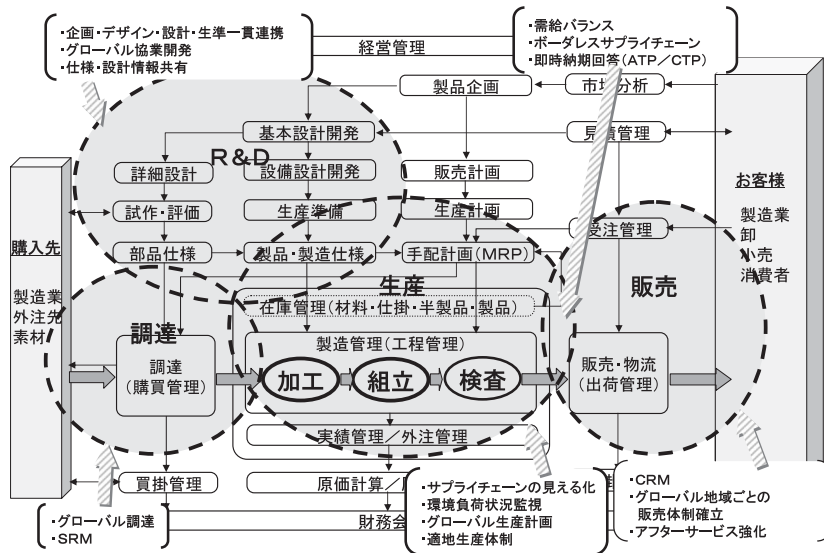 ・企画・デザイン・設計・生準一貫連携
・グローバル協業開発
・仕様・設計情報共有
経営管理
・需給バランス
・ボーダレスサプライチェーン
・即時納期回答(ATP／CTP)
製品企画
市場分析
基本設計開発
見積管理
R&D
詳細設計
設備設計開発
販売計画
お客様
試作・評価
生産準備
生産計画
製造業
卸
小売
消費者
受注管理
購入先
部品仕様
製品・製造仕様
手配計画(MRP)
製造業
外注先
素材
生産
販売
在庫管理(材料・仕掛・半製品・製品)
調達
製造管理(工程管理)
調達
(購買管理)
加工
組立
検査
販売・物流
(出荷管理)
実績管理／外注管理
買掛管理
原価計算／
・サプライチェーンの見える化
・環境負荷状況監視
・グローバル生産計画
・適地生産体制
・CRM
・グローバル地域ごとの
販売体制確立
・アフターサービス強化
・グローバル調達
・SRM
財務会